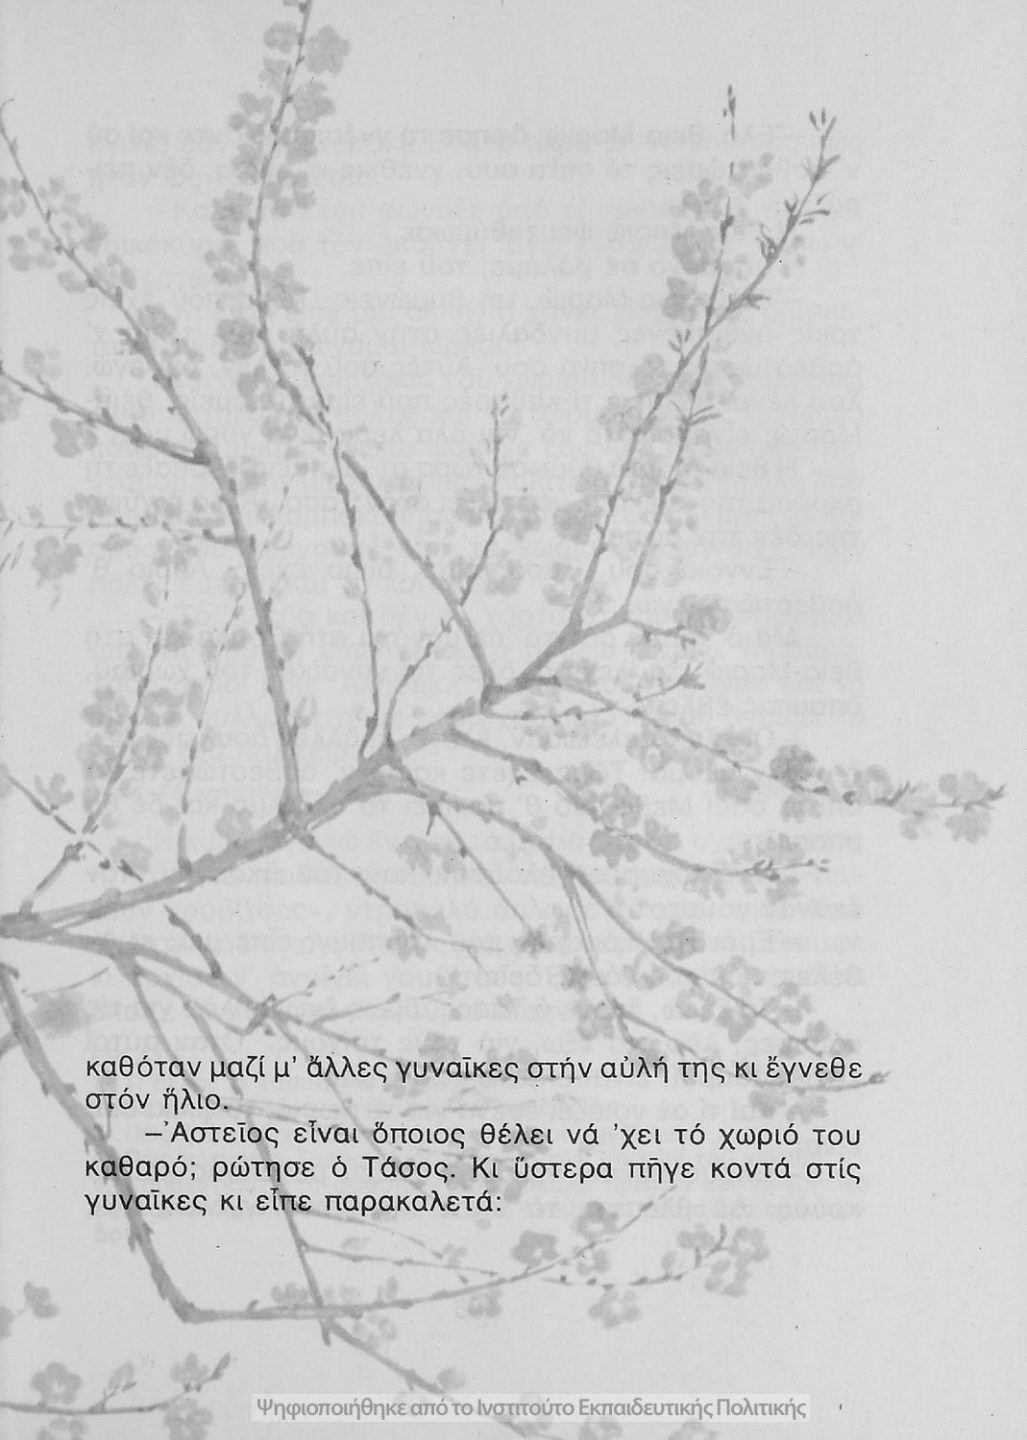 καθόταν μαζί μ' ἄλλες γυναῖκες στήν αὐλή της κι ἔγνεθε
στόν ἥλιο.
–Ἀστεῖος εἶναι ὅποιος θέλει νά 'χει τό χωριό του
καθαρό; ρώτησε ὁ Τάσος. Κι ὕστερα πῆγε κοντά στίς
γυναῖκες κι εἶπε παρακαλετά:
Ψηφιοποιήθηκε από το Ινστιτούτο Εκπαιδευτικής Πολιτικής